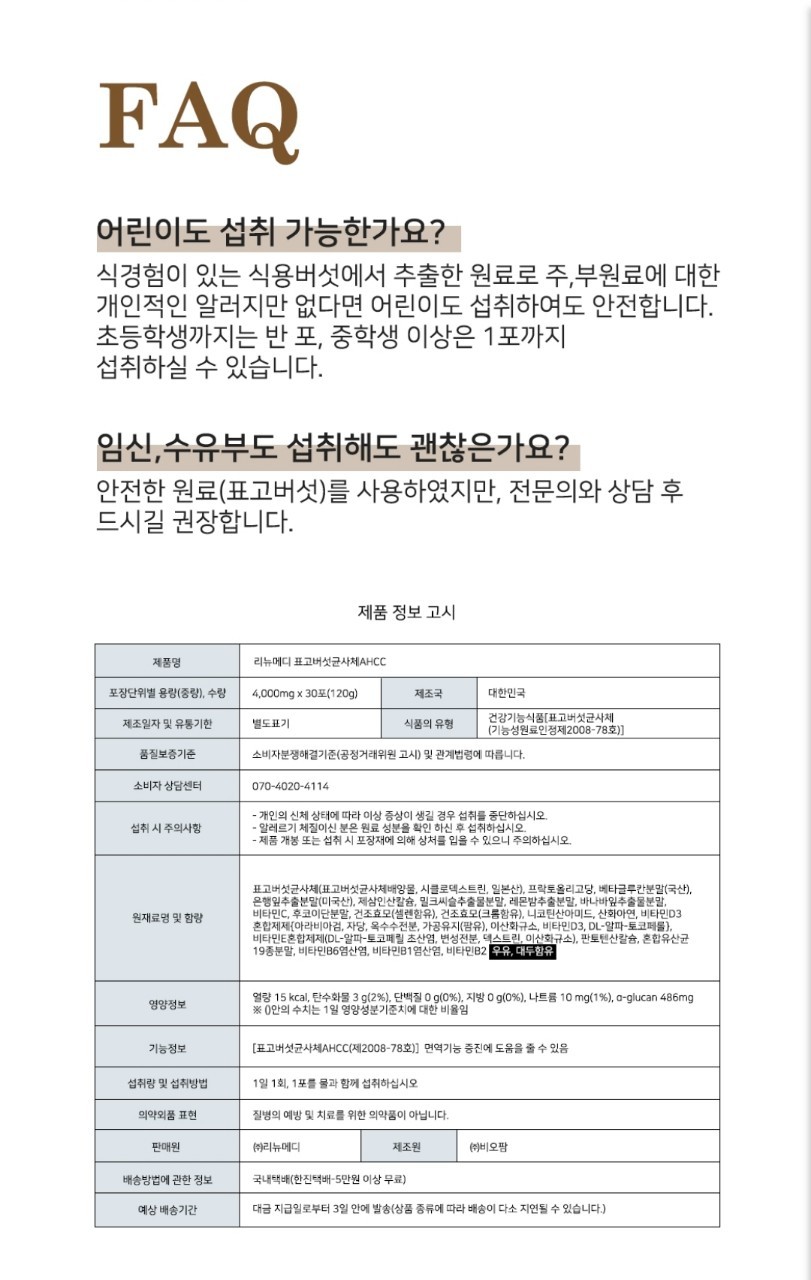 FAQ
어린이도 섭취 가능한가요?
식경험이 있는 식용버섯에서 추출한 원료로 주,부원료에 대한
개인적인 알러지만 없다면 어린이도 섭취하여도 안전합니다.
초등학생까지는 반 포, 중학생 이상은 1포까지
섭취하실 수 있습니다.
임신,수유부도 섭취해도 괜찮은가요?
안전한 원료(표고버섯)를 사용하였지만, 전문의와 상담 후
드시길 권장합니다.
제품 정보 고시
제품명 리뉴메디 표고버섯균사체AHCC
포장단위별 용량(중량), 수량 4,000mg x 30포(120g) 제조국 대한민국
제조일자 및 유통기한 별도표기 식품의 유형 건강기능식품[표고버섯균사체
(기능성원료인정제2008-78호)]
품질보증기준 소비자분쟁해결기준(공정거래위원 고시) 및 관계법령에 따릅니다.
소비자 상담센터 070-4020-4114
섭취 시 주의사항
- 개인의 신체 상태에 따라 이상 증상이 생길 경우 섭취를 중단하십시오.
- 알레르기 체질이신 분은 원료 성분을 확인 하신 후 섭취하십시오.
- 제품 개봉 또는 섭취 시 포장재에 의해 상처를 입을 수 있으니 주의하십시오.
원재료명 및 함량
표고버섯균사체(표고버섯균사체배양물, 시클로덱스트린, 일본산), 프락토올리고당, 베타글루칸분말(국산),
은행잎추출분말(미국산), 제삼인산칼슘, 밀크씨슬추출물분말, 레몬밤추출분말, 바나바잎추출물분말,
비타민C, 후코이단분말, 건조효모(셀렌함유), 건조효모(크롬함유), 니코틴산아미드, 산화아연, 비타민D3
혼합제제{아라비아검, 자당, 옥수수전분, 가공유지(팜유), 이산화규소, 비타민D3, DL-알파-토코페롤},
비타민E혼합제제(DL-알파-토코페릴 초산염, 변성전분, 덱스트린, 이산화규소), 판토텐산칼슘, 혼합유산균
19종분말, 비타민B6염산염, 비타민B1염산염, 비타민B2 우유, 대두함유
영양정보
열량 15 kcal, 탄수화물 3 g(2%), 단백질 0 g(0%), 지방 0 g(0%), 나트륨 10 mg(1%), α-glucan 486mg
※ ()안의 수치는 1일 영양성분기준치에 대한 비율임
기능정보 [표고버섯균사체AHCC(제2008-78호)] 면역기능 증진에 도움을 줄 수 있음
섭취량 및 섭취방법 1일 1회, 1포를 물과 함께 섭취하십시오
의약외품 표현 질병의 예방 및 치료를 위한 의약품이 아닙니다.
판매원 ㈜리뉴메디 제조원 ㈜비오팜
배송방법에 관한 정보 국내택배(한진택배-5만원 이상 무료)
예상 배송기간 대금 지급일로부터 3일 안에 발송(상품 종류에 따라 배송이 다소 지연될 수 있습니다.)